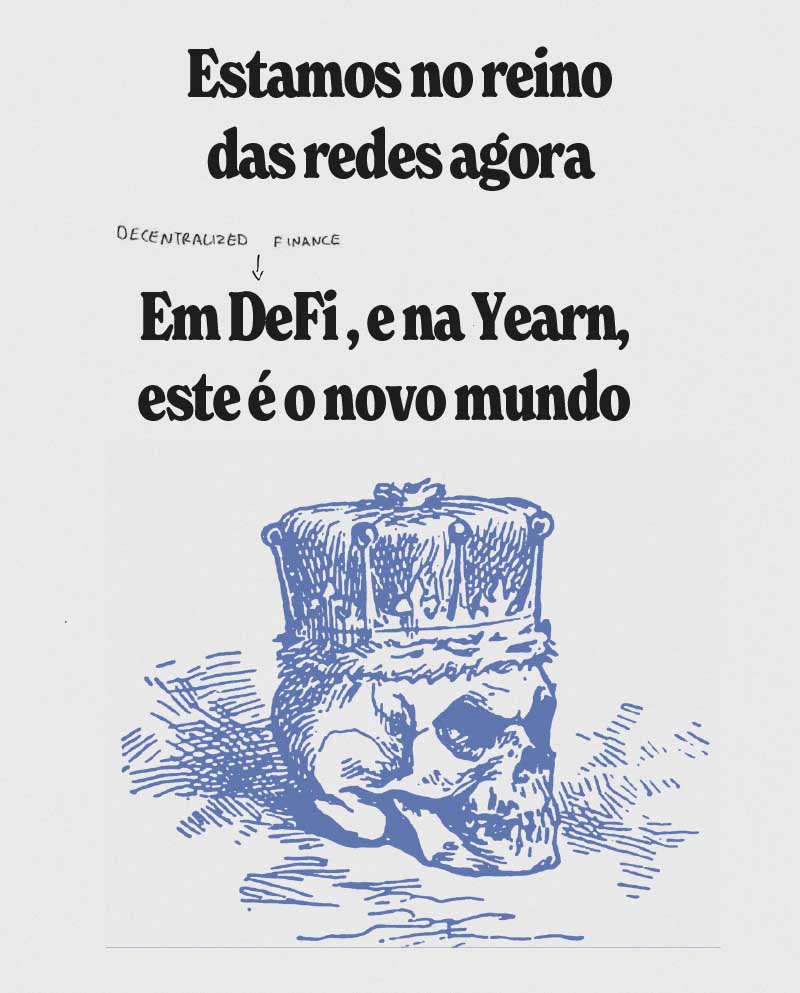 Estamos no reino
das redes agora
DECENTRALIZED FINANCE
Em DeFi , e na Yearn,
este é o novo mundo